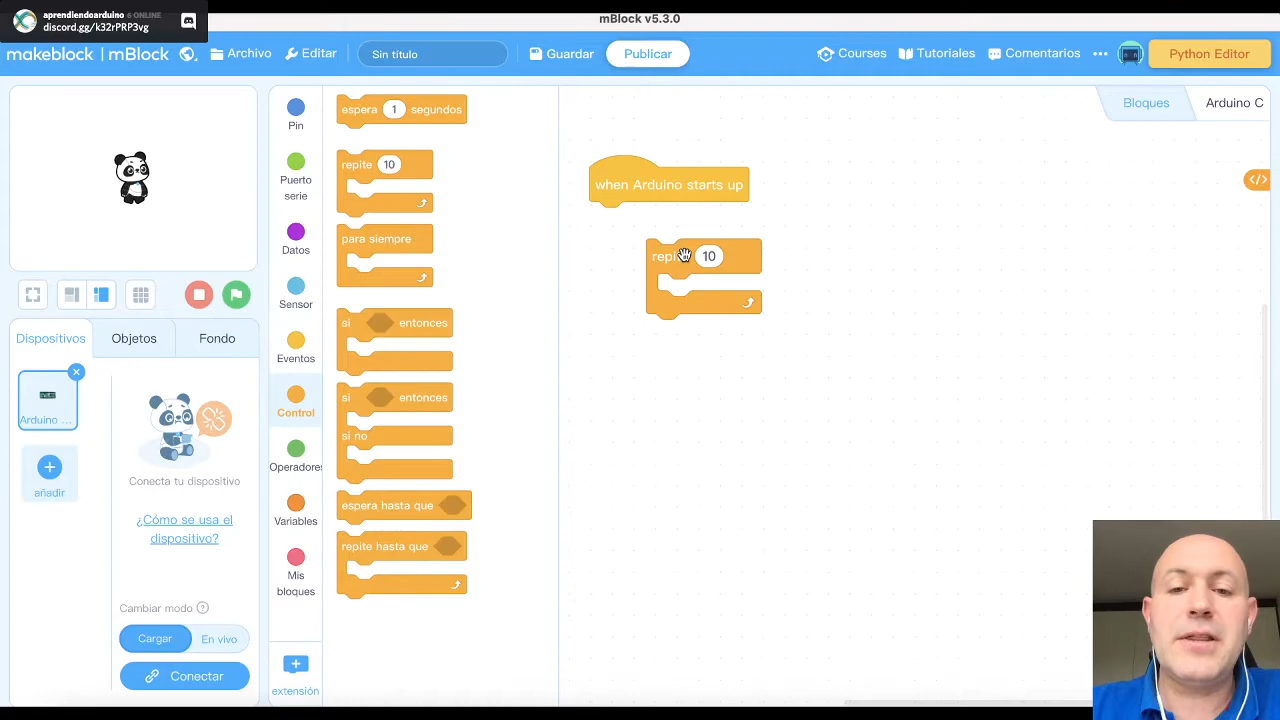 aprendiendoarduino 6 ONLINE
discord.gg/k32rPRP3vg
mBlock v5.3.0
makeblock | mBlock
Archivo
Editar
Sin título
Guardar
Publicar
Courses
Tutoriales
Comentarios
Python Editor
Bloques
Arduino C
Pin
Puerto
serie
Datos
Sensor
Eventos
Control
Operadores
Variables
Mis
bloques
extensión
espera 1 segundos
repite 10
para siempre
si entonces
si entonces
si no
espera hasta que
repite hasta que
when Arduino starts up
10
Dispositivos
Objetos
Fondo
Arduino ...
añadir
Conecta tu dispositivo
¿Cómo se usa el
dispositivo?
Cambiar modo ?
Cargar
En vivo
Conectar